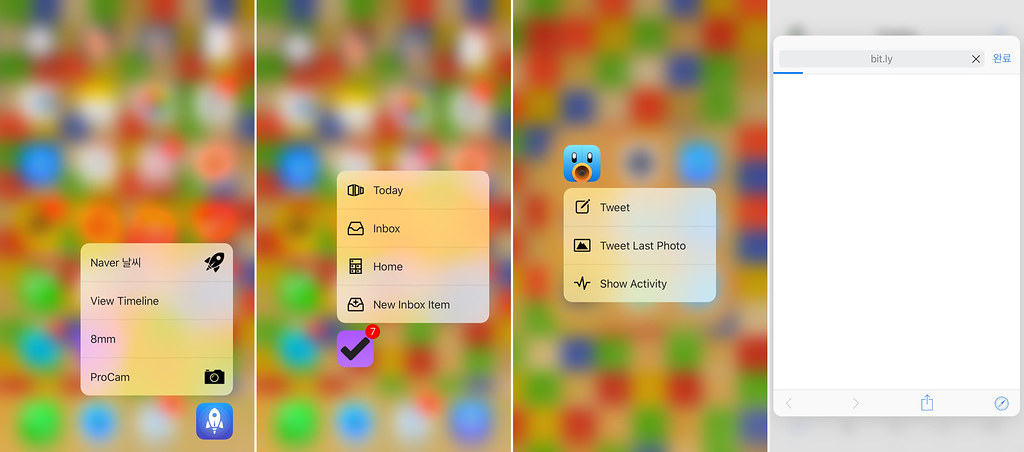 Naver 날씨
View Timeline
8mm
ProCam
Today
Inbox
Home
New Inbox Item
7
Tweet
Tweet Last Photo
Show Activity
bit.ly
완료